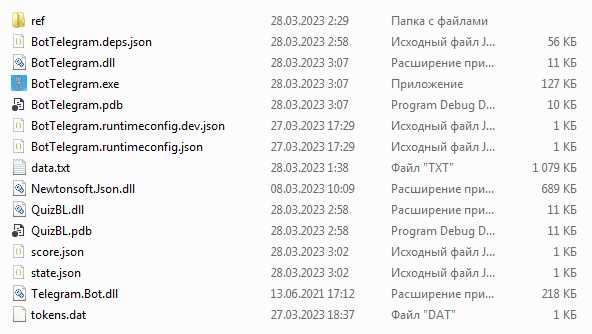 ref 28.03.2023 2:29 Папка с файлами
BotTelegram.deps.json 28.03.2023 2:58 Исходный файл J... 56 КБ
BotTelegram.dll 28.03.2023 3:07 Расширение при... 11 КБ
BotTelegram.exe 28.03.2023 3:07 Приложение 127 КБ
BotTelegram.pdb 28.03.2023 3:07 Program Debug D... 10 КБ
BotTelegram.runtimeconfig.dev.json 27.03.2023 17:29 Исходный файл J... 1 КБ
BotTelegram.runtimeconfig.json 27.03.2023 17:29 Исходный файл J... 1 КБ
data.txt 28.03.2023 1:38 Файл "TXT" 1 079 КБ
Newtonsoft.Json.dll 08.03.2023 10:09 Расширение при... 689 КБ
QuizBL.dll 28.03.2023 2:58 Расширение при... 11 КБ
QuizBL.pdb 28.03.2023 2:58 Program Debug D... 11 КБ
score.json 28.03.2023 3:02 Исходный файл J... 1 КБ
state.json 28.03.2023 3:02 Исходный файл J... 1 КБ
Telegram.Bot.dll 13.06.2021 17:12 Расширение при... 218 КБ
tokens.dat 27.03.2023 18:37 Файл "DAT" 1 КБ